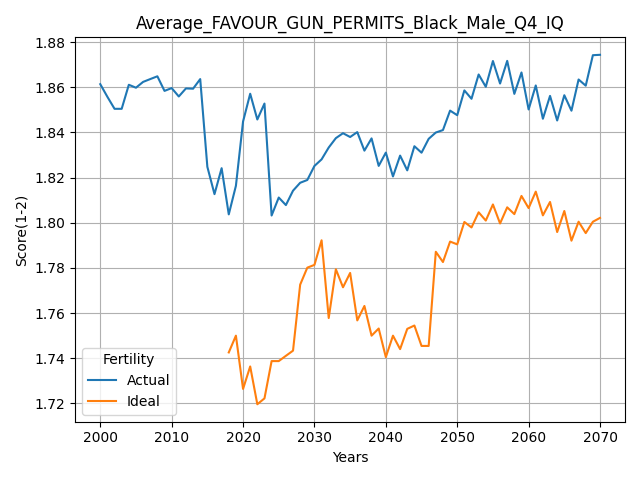 Average_FAVOUR_GUN_PERMITS_Black_Male_Q4_IQ
1.88
1.86
1.84
1.82
1.80
1.78
1.76
1.74
1.72
Score(1-2)
Fertility
Actual
Ideal
2000 2010 2020 2030 2040 2050 2060 2070
Years